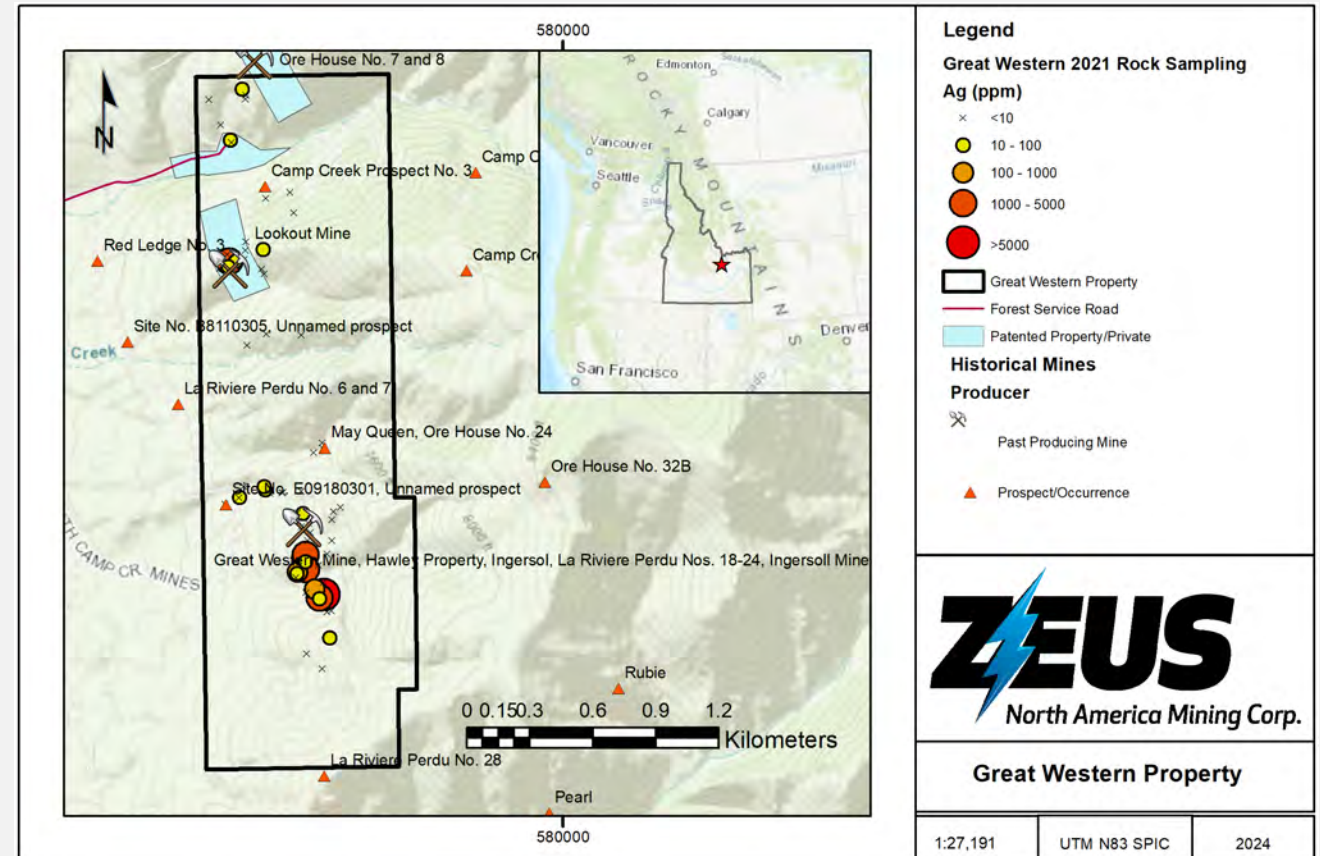 580000
Ore House No. 7 and 8
N
Camp Creek Prospect No. 3
Camp C
Lookout Mine
Red Ledge No. 3
Camp Cr
Site No. B8110305, Unnamed prospect
Creek
La Riviere Perdu No. 6 and 7
May Queen, Ore House No. 24
Ore House No. 32B
Site No. E09180301, Unnamed prospect
6000 ft
TH CAMP CR. MINES
Great Western Mine, Hawley Property, Ingersol, La Riviere Perdu Nos. 18-24, Ingersoll Mine
Rubie
0 0.150.3 0.6 0.9 1.2
Kilometers
La Riviere Perdu No. 28
Pearl
580000
Edmonton
Saskatchewan
Calgary
Vancouver
Seattle
Missouri
ROCKY MOUNTAINS
Denver
San Francisco
Legend
Great Western 2021 Rock Sampling
Ag (ppm)
<10
10 - 100
100 - 1000
1000 - 5000
>5000
Great Western Property
Forest Service Road
Patented Property/Private
Historical Mines
Producer
Past Producing Mine
Prospect/Occurrence
ZEUS
North America Mining Corp.
Great Western Property
1:27,191
UTM N83 SPIC
2024